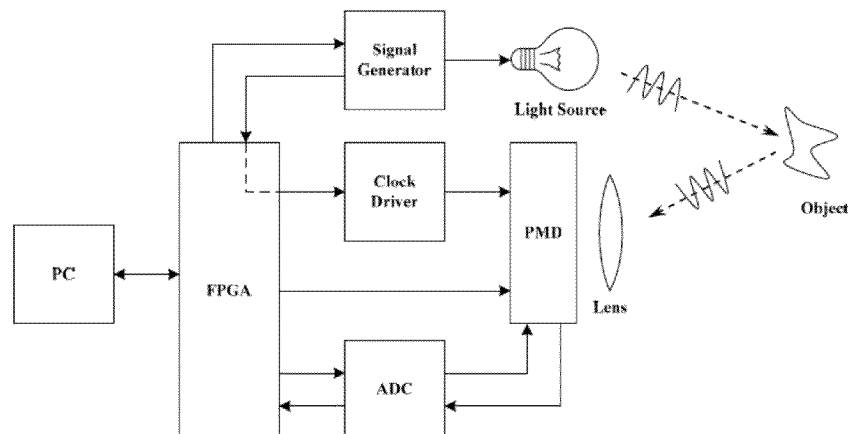 Signal
Generator
Light Source
Clock
Driver
PMD
Object
PC
FPGA
Lens
ADC